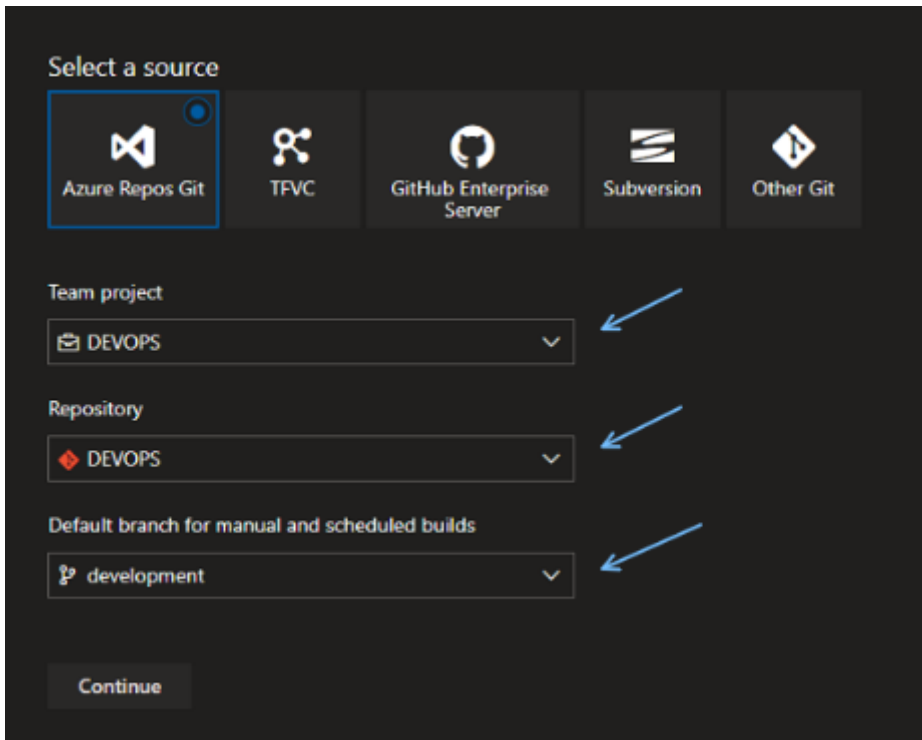 Select a source
Azure Repos Git
TFVC
GitHub Enterprise
Server
Subversion
Other Git
Team project
DEVOPS
Repository
DEVOPS
Default branch for manual and scheduled builds
development
Continue